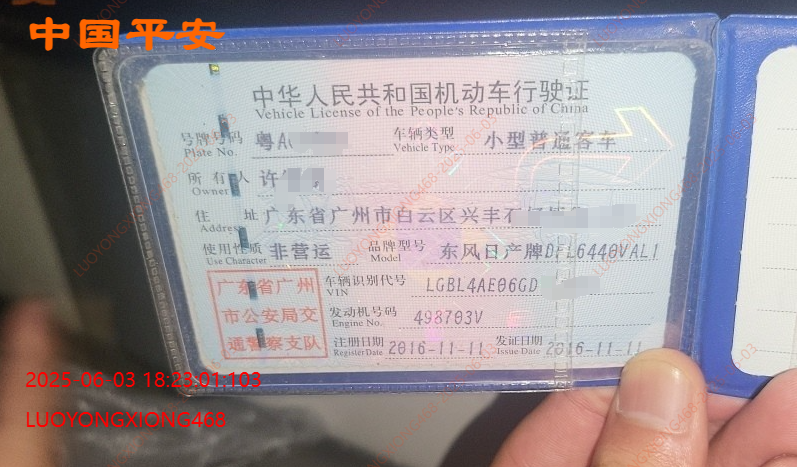 中国平安
中华人民共和国机动车行驶证
Vehicle License of the People's Republic of China
号牌号码 粤A 车辆类型 小型普通客车
Plate No. Vehicle Type
所有人 许
Owner
住址 广东省广州市白云区兴丰
Address
使用性质 非营运 品牌型号 东风日产牌DFL6440VAL1
Use Character Model
广东省广州 车辆识别代号 LGBL4AE06GD
VIN
市公安局交 发动机号码 498703V
Engine No.
通警察支队 注册日期 2016-11-11 发证日期 2016-11-11
Register Date Issue Date
2025-06-03 18:23:01:103
LUOYONGXIONG468